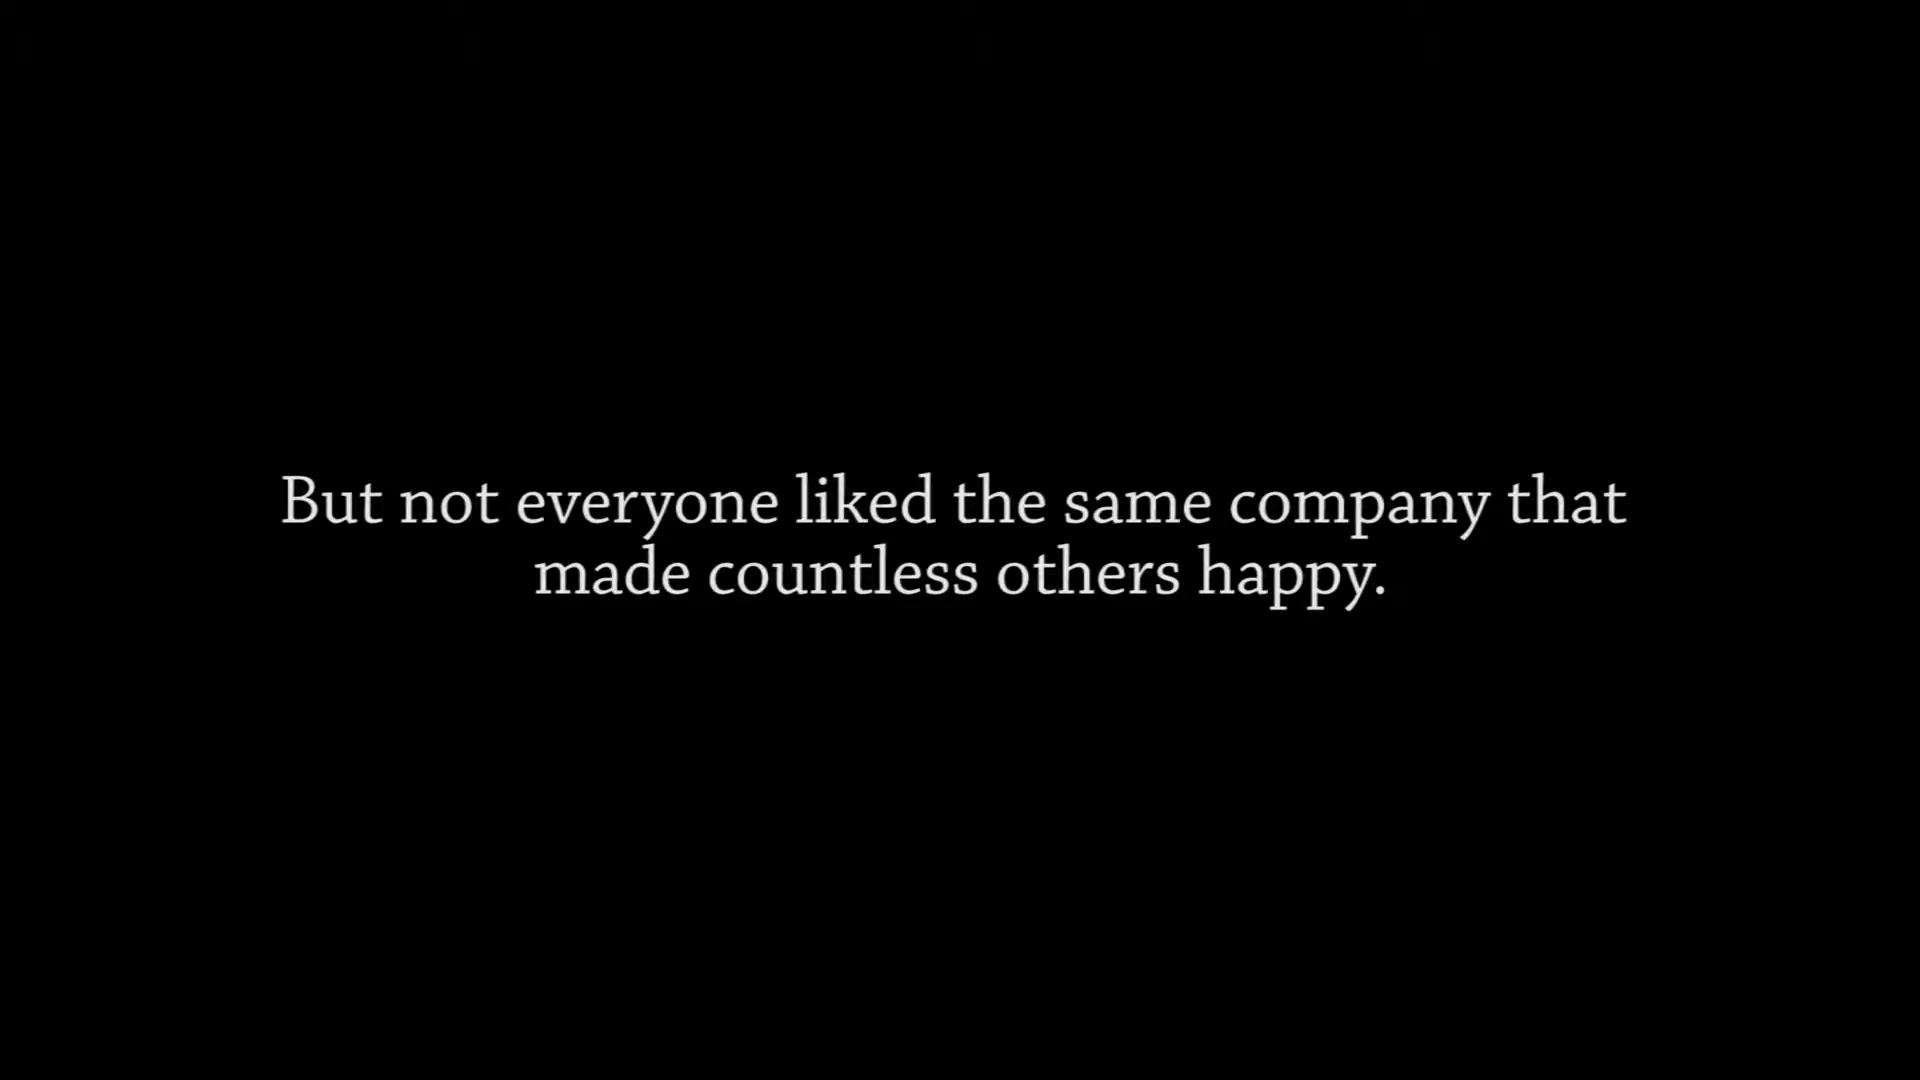 But not everyone liked the same company that
made countless others happy.